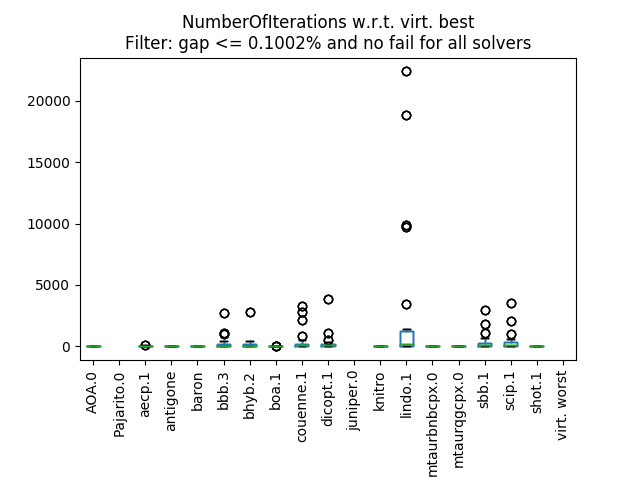 NumberOfIterations w.r.t. virt. best
Filter: gap <= 0.1002% and no fail for all solvers
20000
15000
10000
5000
0
AOA.0
Pajarito.0
aecp.1
antigone
baron
bbb.3
bhyb.2
boa.1
couenne.1
dicopt.1
juniper.0
knitro
lindo.1
mtaurbnbcpx.0
mtaurqgcpx.0
sbb.1
scip.1
shot.1
virt. worst